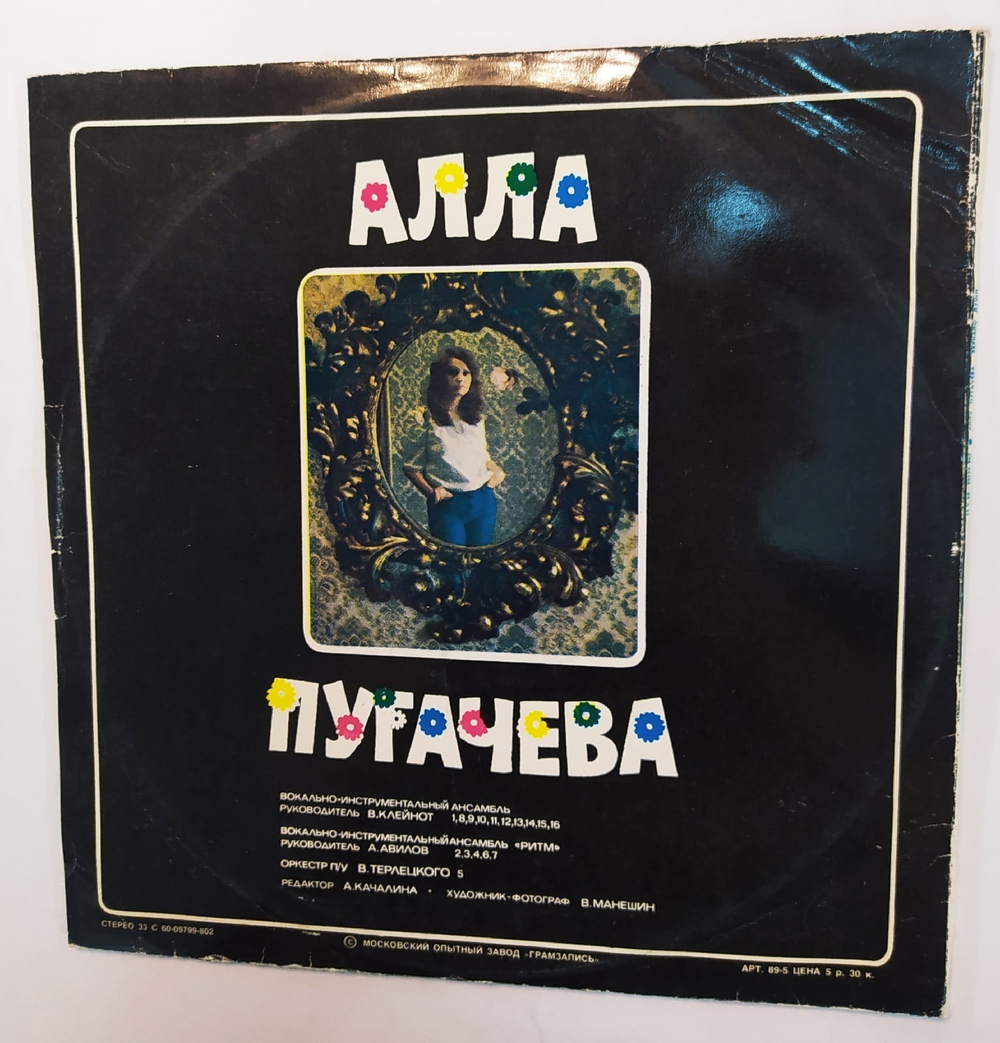 АЛЛА
ПУГАЧЕВА
ВОКАЛЬНО-ИНСТРУМЕНТАЛЬНЫЙ АНСАМБЛЬ
РУКОВОДИТЕЛЬ В.КЛЕЙНОТ 1,8,9,10,11,12,13,14,15,16
ВОКАЛЬНО-ИНСТРУМЕНТАЛЬНЫЙ АНСАМБЛЬ «РИТМ»
РУКОВОДИТЕЛЬ А.АВИЛОВ 2,3,4,6,7
ОРКЕСТР П/У В.ТЕРЛЕЦКОГО 5
РЕДАКТОР А.КАЧАЛИНА • ХУДОЖНИК-ФОТОГРАФ В.МАНЕШИН
СТЕРЕО 33 С 60-09799-802
© МОСКОВСКИЙ ОПЫТНЫЙ ЗАВОД «ГРАМЗАПИСЬ»
АРТ. 89-5 ЦЕНА 5 р. 30 к.